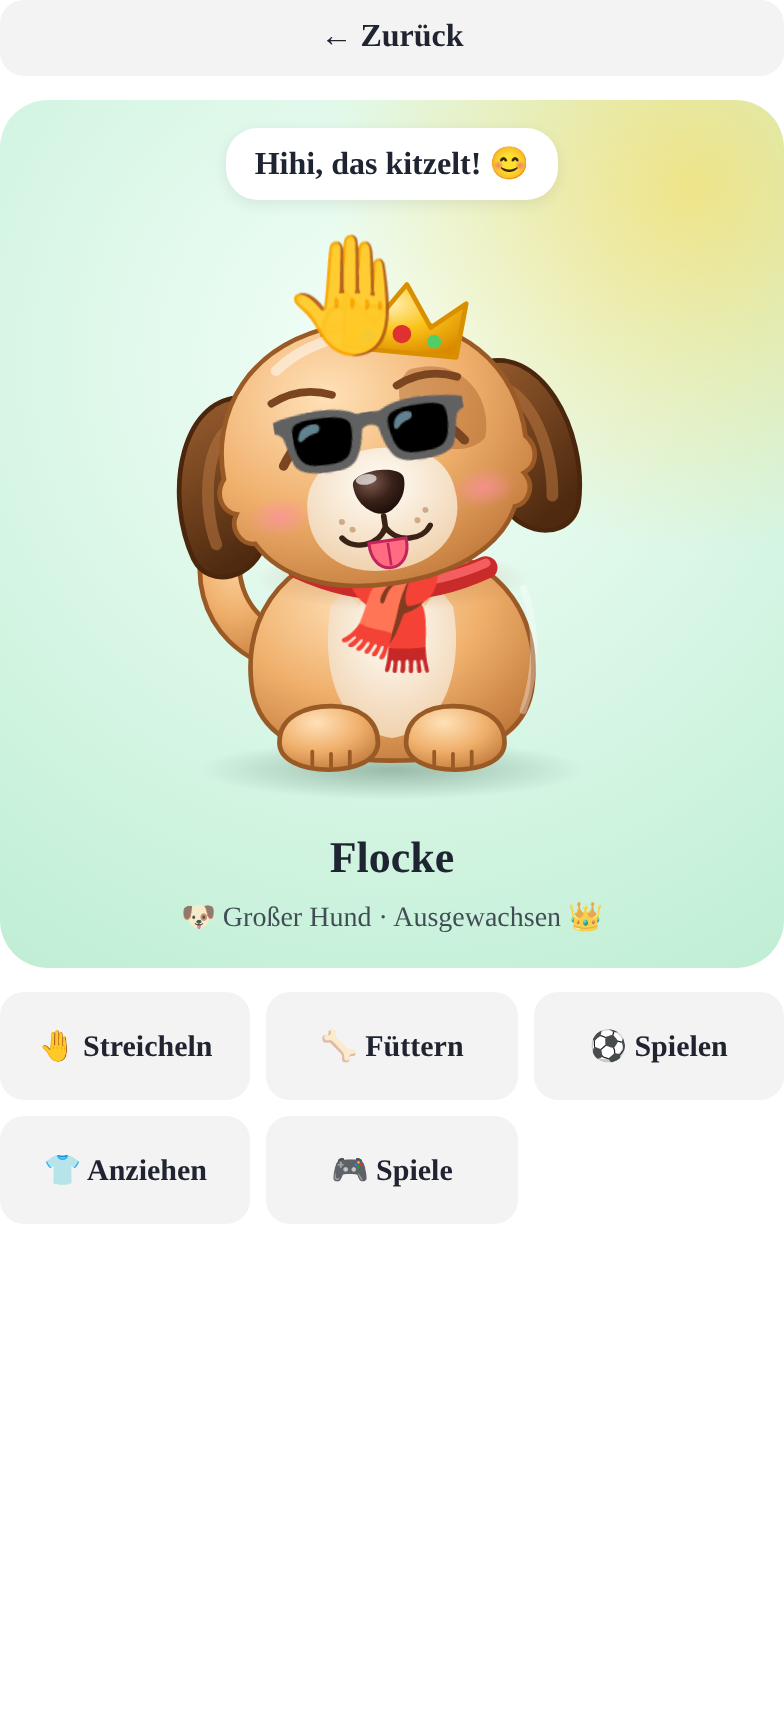 ← Zurück
Hihi, das kitzelt! 😊
Flocke
🐶 Großer Hund · Ausgewachsen 👑
🤚 Streicheln
🦴 Füttern
⚽ Spielen
👕 Anziehen
🎮 Spiele